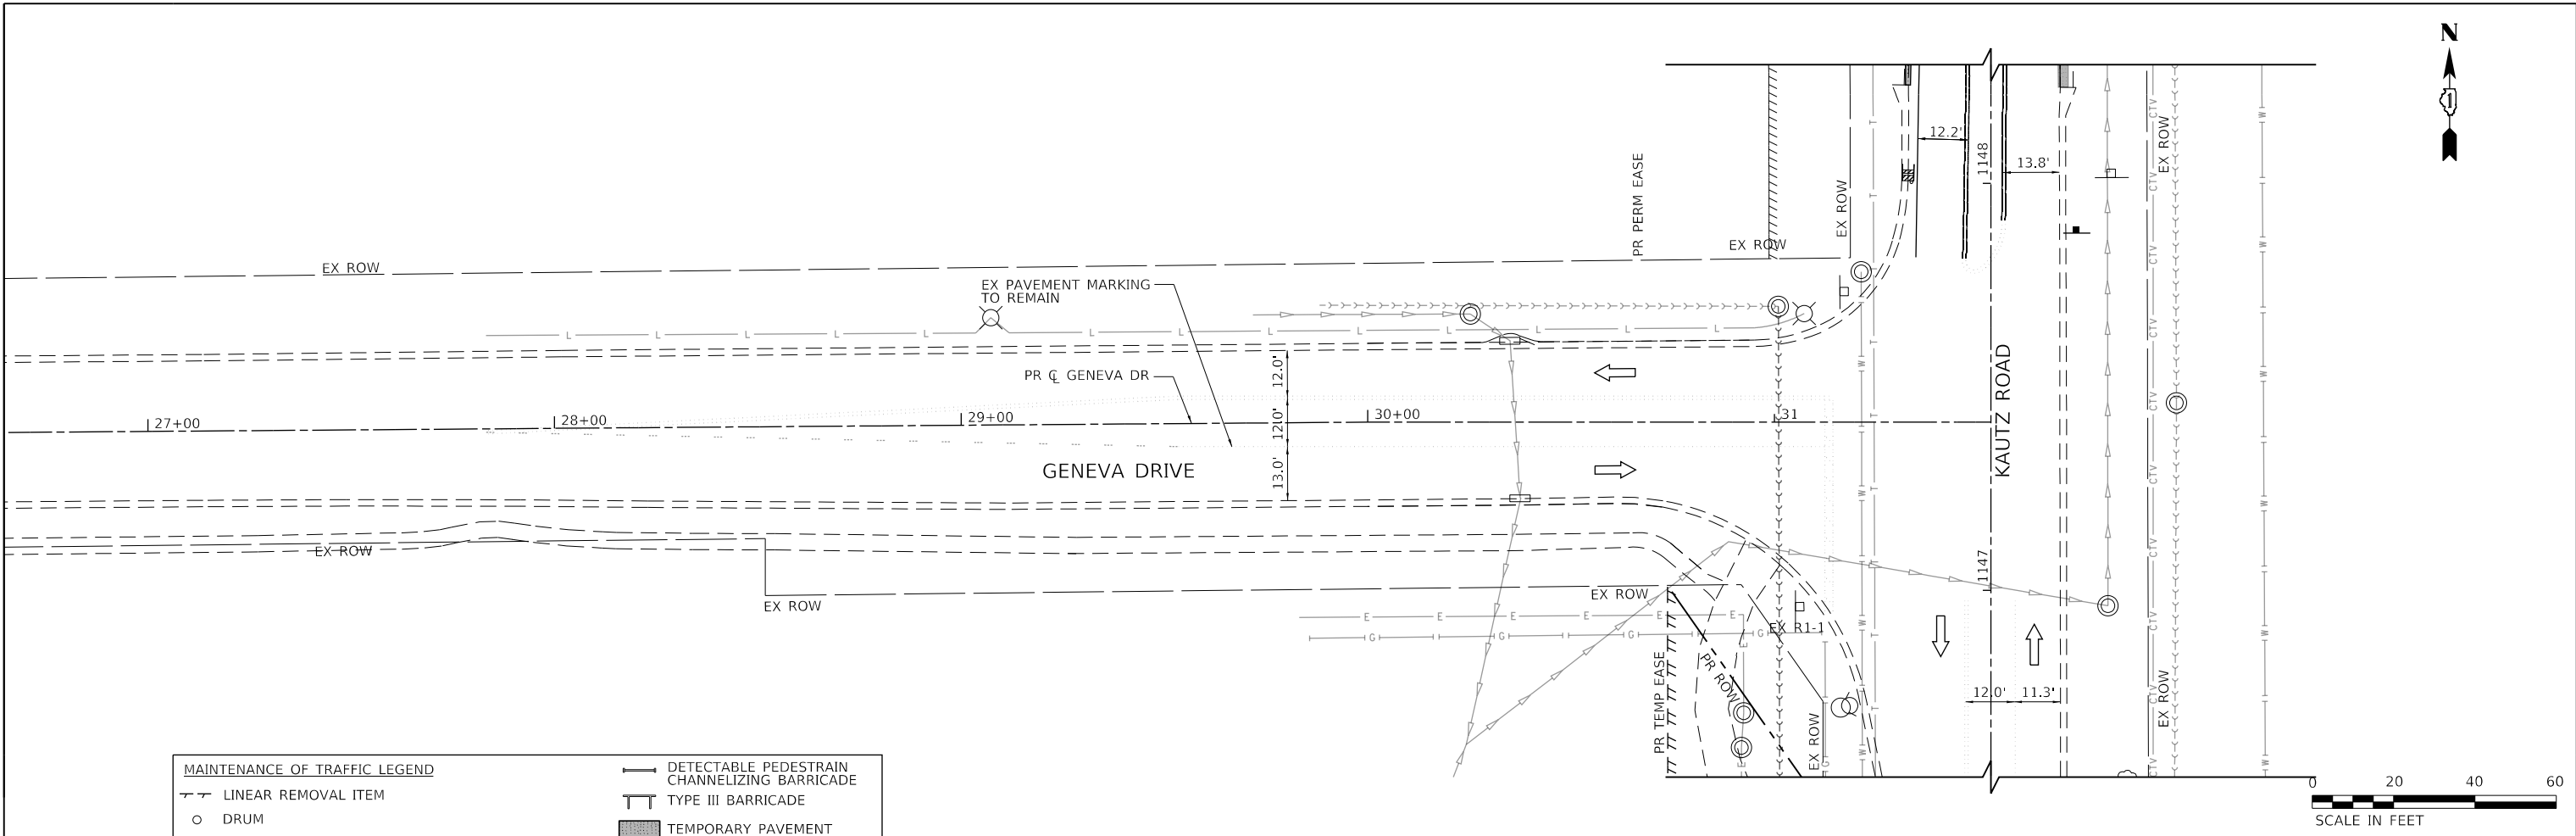 N
1
12.2'
1148
13.8'
EX ROW
CTV
W
T
PR PERM EASE
EX ROW
EX ROW
EX ROW
EX PAVEMENT MARKING
TO REMAIN
L L L L L L L L L L L L L L
PR ℄ GENEVA DR
12.0'
12.0'
13.0'
27+00
28+00
29+00
30+00
31
KAUTZ ROAD
GENEVA DRIVE
EX ROW
EX ROW
EX ROW
1147
E E E E E E
G G G G G
EX R1-1
PR TEMP EASE
PR ROW
EX ROW
12.0'
11.3'
EX ROW
MAINTENANCE OF TRAFFIC LEGEND
LINEAR REMOVAL ITEM
DRUM
DETECTABLE PEDESTRAIN
CHANNELIZING BARRICADE
TYPE III BARRICADE
TEMPORARY PAVEMENT
0 20 40 60
SCALE IN FEET